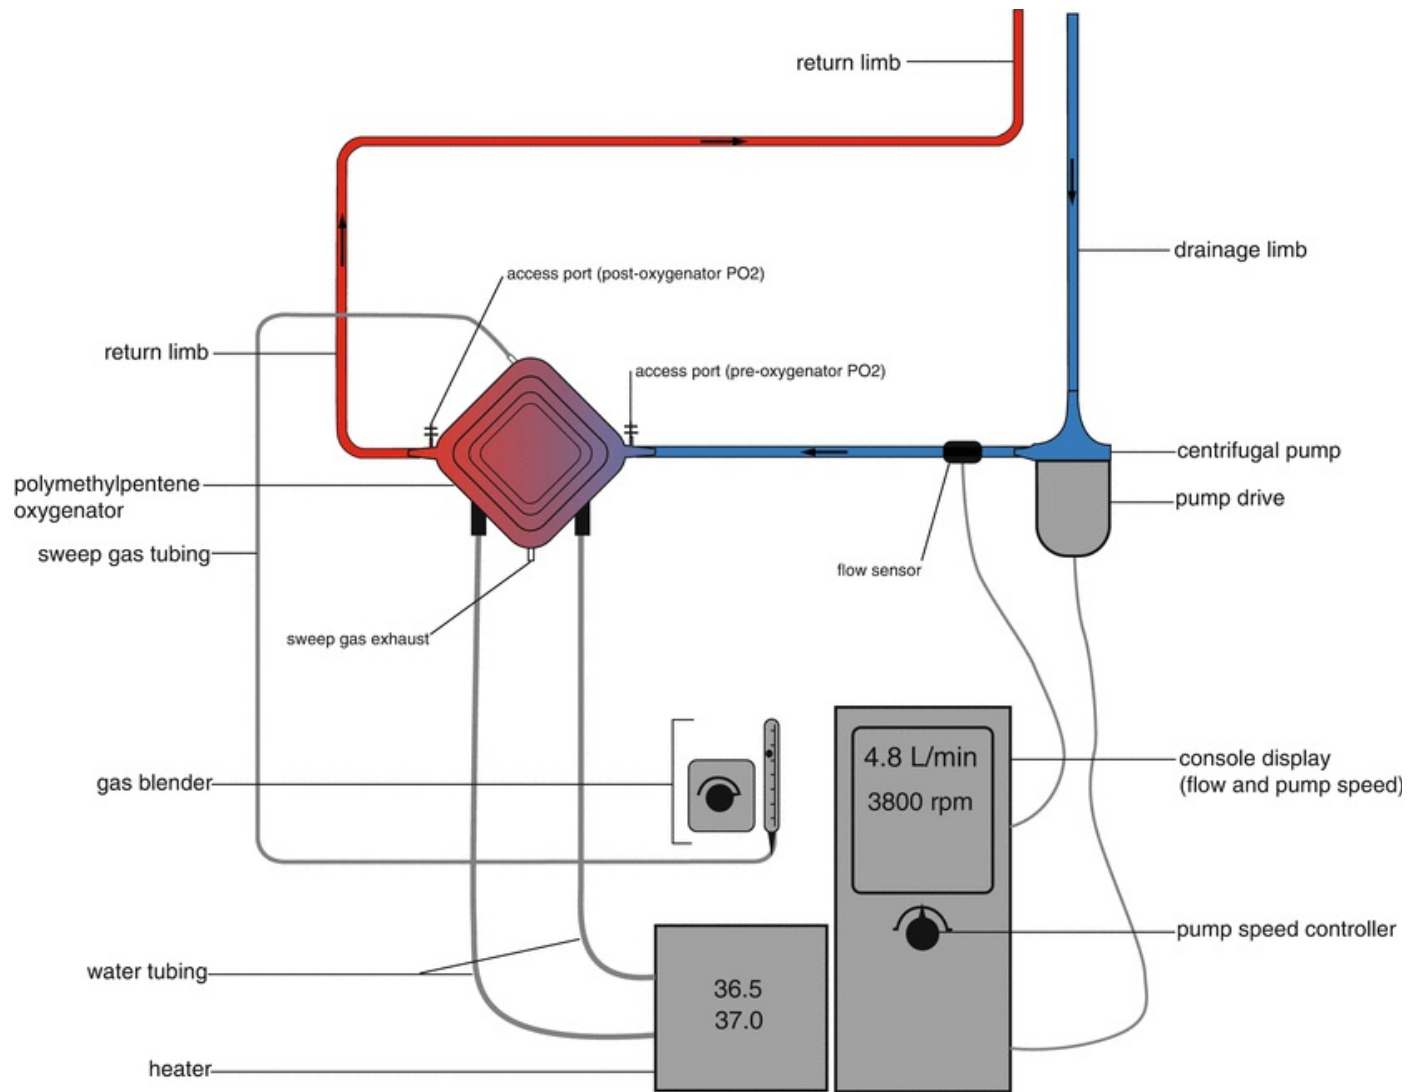 return limb
drainage limb
access port (post-oxygenator PO2)
return limb
access port (pre-oxygenator PO2)
centrifugal pump
polymethylpentene
oxygenator
pump drive
sweep gas tubing
flow sensor
sweep gas exhaust
4.8 L/min
3800 rpm
console display
(flow and pump speed)
gas blender
pump speed controller
water tubing
36.5
37.0
heater